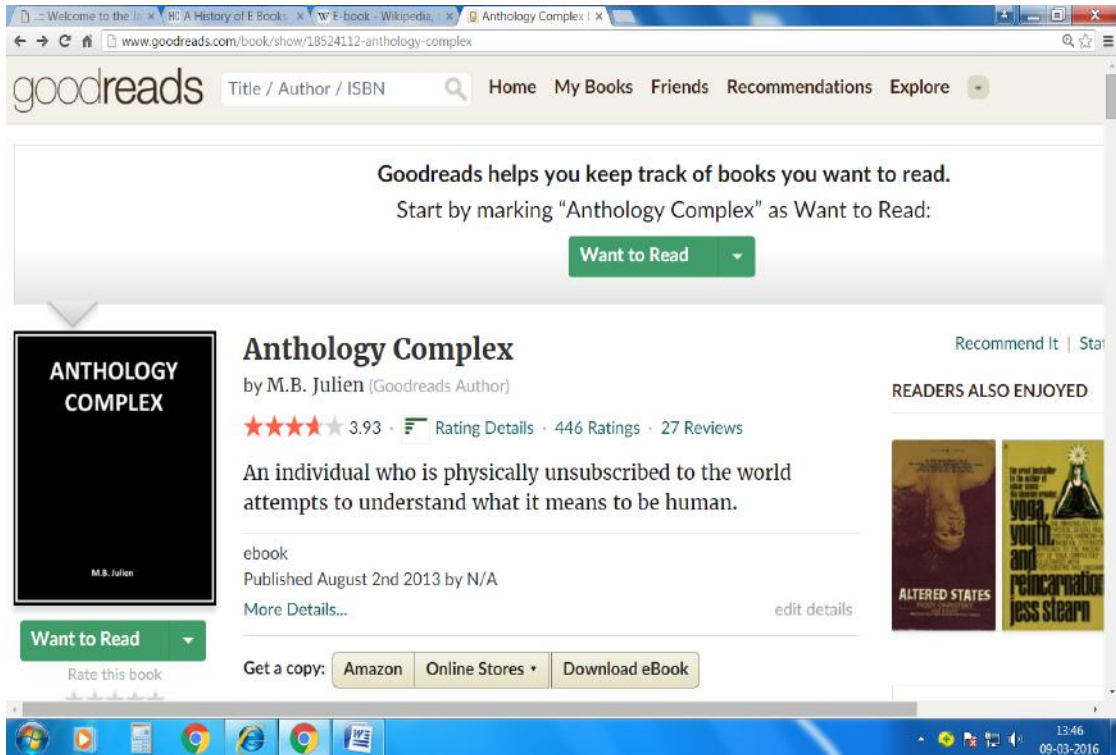 .:: Welcome to the Ja
HC A History of E Books
W E-book - Wikipedia,
g Anthology Complex
www.goodreads.com/book/show/18524112-anthology-complex
goodreads
Title / Author / ISBN
Home My Books Friends Recommendations Explore
Goodreads helps you keep track of books you want to read.
Start by marking “Anthology Complex” as Want to Read:
Want to Read
ANTHOLOGY
COMPLEX
M.B. Julien
Want to Read
Rate this book
Anthology Complex
by M.B. Julien (Goodreads Author)
3.93 · Rating Details · 446 Ratings · 27 Reviews
An individual who is physically unsubscribed to the world
attempts to understand what it means to be human.
ebook
Published August 2nd 2013 by N/A
More Details...
edit details
Get a copy: Amazon Online Stores Download eBook
Recommend It | Stat
READERS ALSO ENJOYED
ALTERED STATES
PADDY CHAYEFSKY
yoga,
youth,
and
reincarnation
jess stearn
13:46
09-03-2016